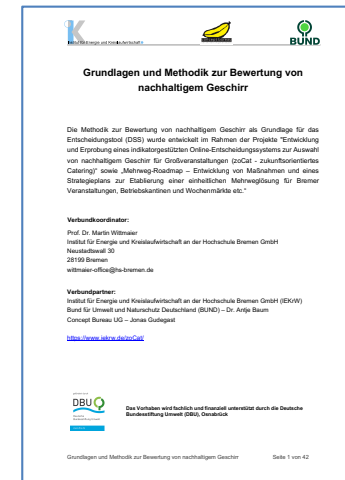 Institut für Energie und Kreislaufwirtschaft
BUND
Grundlagen und Methodik zur Bewertung von
nachhaltigem Geschirr
Die Methodik zur Bewertung von nachhaltigem Geschirr als Grundlage für das
Entscheidungstool (DSS) wurde entwickelt im Rahmen der Projekte "Entwicklung
und Erprobung eines indikatorgestützten Online-Entscheidungssystems zur Auswahl
von nachhaltigem Geschirr für Großveranstaltungen (zoCat - zukunftsorientiertes
Catering)" sowie „Mehrweg-Roadmap – Entwicklung von Maßnahmen und eines
Strategieplans zur Etablierung einer einheitlichen Mehrweglösung für Bremer
Veranstaltungen, Betriebskantinen und Wochenmärkte etc."
Verbundkoordinator:
Prof. Dr. Martin Wittmaier
Institut für Energie und Kreislaufwirtschaft an der Hochschule Bremen GmbH
Neustadtswall 30
28199 Bremen
wittmaier-office@hs-bremen.de
Verbundpartner:
Institut für Energie und Kreislaufwirtschaft an der Hochschule Bremen GmbH (IEKrW)
Bund für Umwelt und Naturschutz Deutschland (BUND) – Dr. Antje Baum
Concept Bureau UG – Jonas Gudegast
https://www.iekrw.de/zoCat/
DBU
Das Vorhaben wird fachlich und finanziell unterstützt durch die Deutsche
Bundesstiftung Umwelt (DBU), Osnabrück
Grundlagen und Methodik zur Bewertung von nachhaltigem Geschirr Seite 1 von 42